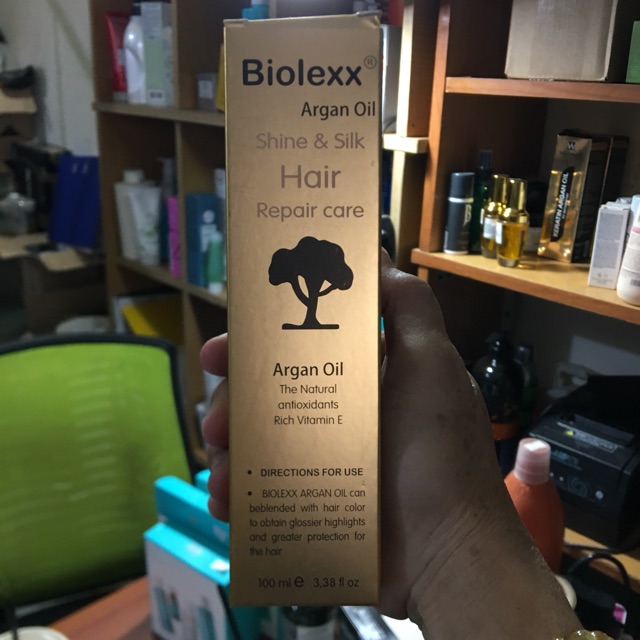 Biolexx®
Argan Oil
Shine & Silk
Hair
Repair care
Argan Oil
The Natural
antioxidants
Rich Vitamin E
• DIRECTIONS FOR USE
• BIOLEXX ARGAN OIL can
beblended with hair color
to obtain glossier highlights
and greater protection for
the hair
100 ml e 3,38 fl oz